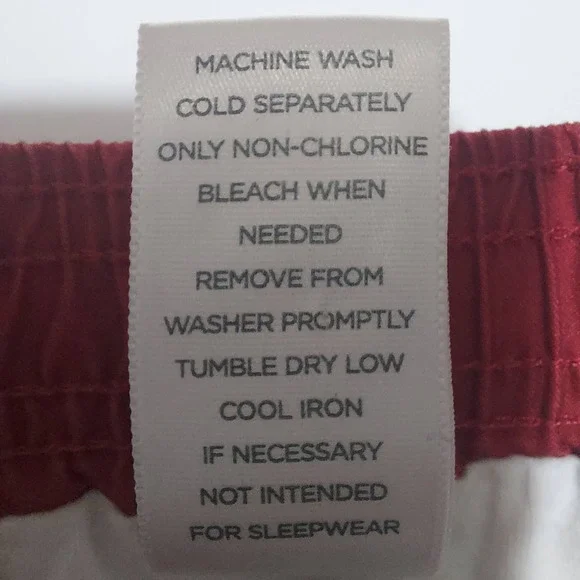 MACHINE WASH
COLD SEPARATELY
ONLY NON-CHLORINE
BLEACH WHEN
NEEDED
REMOVE FROM
WASHER PROMPTLY
TUMBLE DRY LOW
COOL IRON
IF NECESSARY
NOT INTENDED
FOR SLEEPWEAR